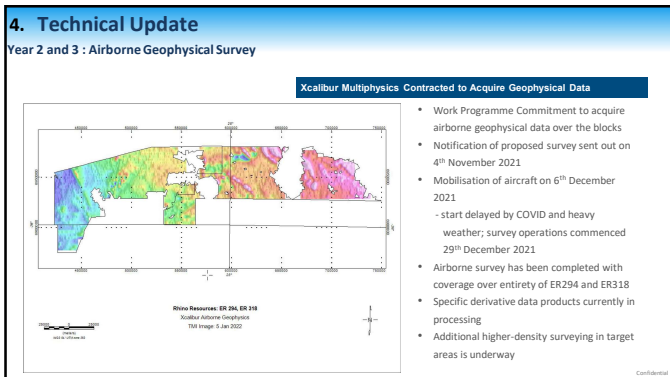 4. Technical Update
Year 2 and 3 : Airborne Geophysical Survey
Xcalibur Multiphysics Contracted to Acquire Geophysical Data
• Work Programme Commitment to acquire
airborne geophysical data over the blocks
• Notification of proposed survey sent out on
4th November 2021
• Mobilisation of aircraft on 6th December
2021
- start delayed by COVID and heavy
weather; survey operations commenced
29th December 2021
• Airborne survey has been completed with
coverage over entirety of ER294 and ER318
• Specific derivative data products currently in
processing
• Additional higher-density surveying in target
areas is underway
Rhino Resources: ER 294, ER 318
Xcalibur Airborne Geophysics
TMI Image: 5 Jan 2022
Confidential